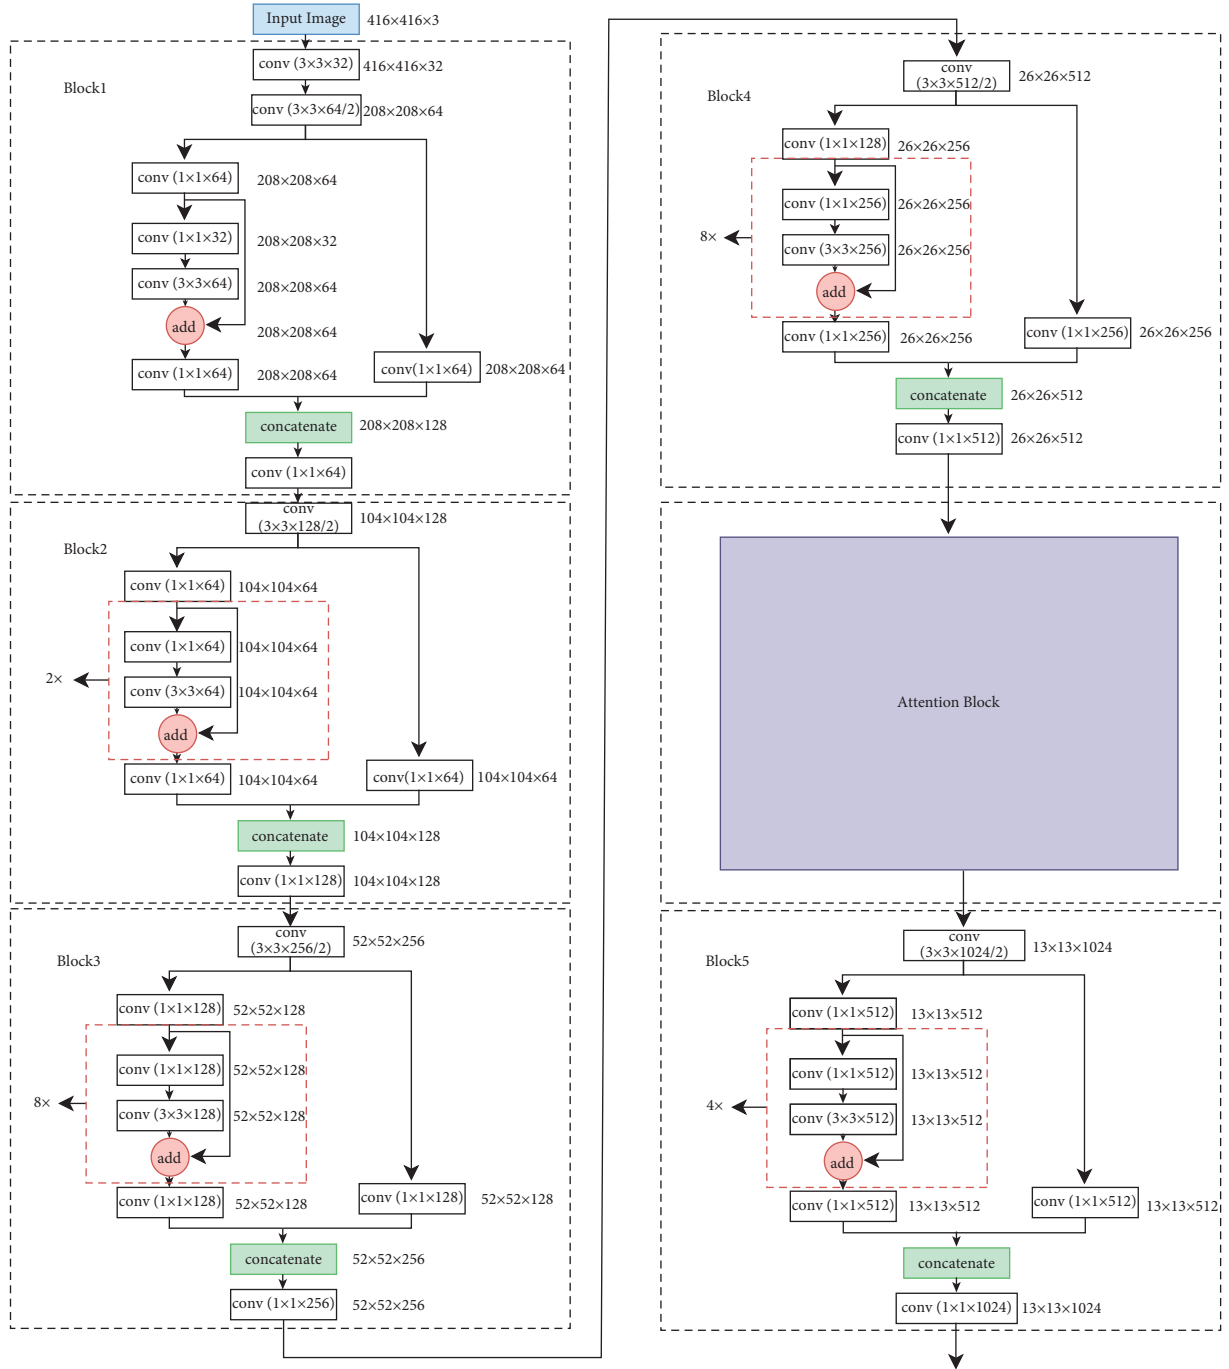 Input Image
416×416×3
Block1
conv (3×3×32)
416×416×32
conv (3×3×64/2)
208×208×64
conv (1×1×64)
208×208×64
conv (1×1×32)
208×208×32
conv (3×3×64)
208×208×64
add
208×208×64
conv (1×1×64)
208×208×64
conv(1×1×64)
208×208×64
concatenate
208×208×128
conv (1×1×64)
Block2
conv
(3×3×128/2)
104×104×128
conv (1×1×64)
104×104×64
conv (1×1×64)
104×104×64
2×
conv (3×3×64)
104×104×64
add
conv (1×1×64)
104×104×64
conv(1×1×64)
104×104×64
concatenate
104×104×128
conv (1×1×128)
104×104×128
Block3
conv
(3×3×256/2)
52×52×256
conv (1×1×128)
52×52×128
conv (1×1×128)
52×52×128
8×
conv (3×3×128)
52×52×128
add
conv (1×1×128)
52×52×128
conv (1×1×128)
52×52×128
concatenate
52×52×256
conv (1×1×256)
52×52×256
Block4
conv
(3×3×512/2)
26×26×512
conv (1×1×128)
26×26×256
conv (1×1×256)
26×26×256
8×
conv (3×3×256)
26×26×256
add
conv (1×1×256)
26×26×256
conv (1×1×256)
26×26×256
concatenate
26×26×512
conv (1×1×512)
26×26×512
Attention Block
Block5
conv
(3×3×1024/2)
13×13×1024
conv (1×1×512)
13×13×512
conv (1×1×512)
13×13×512
4×
conv (3×3×512)
13×13×512
add
conv (1×1×512)
13×13×512
conv (1×1×512)
13×13×512
concatenate
conv (1×1×1024)
13×13×1024